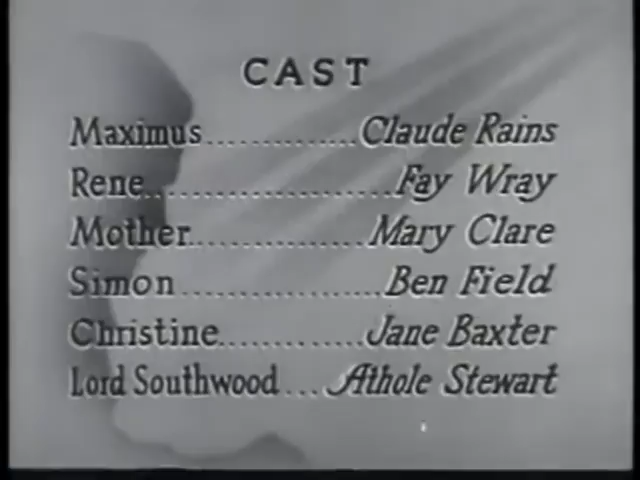 CAST
Maximus.............Claude Rains
Rene.....................Fay Wray
Mother...............Mary Clare
Simon.................Ben Field
Christine............Jane Baxter
Lord Southwood...Athole Stewart